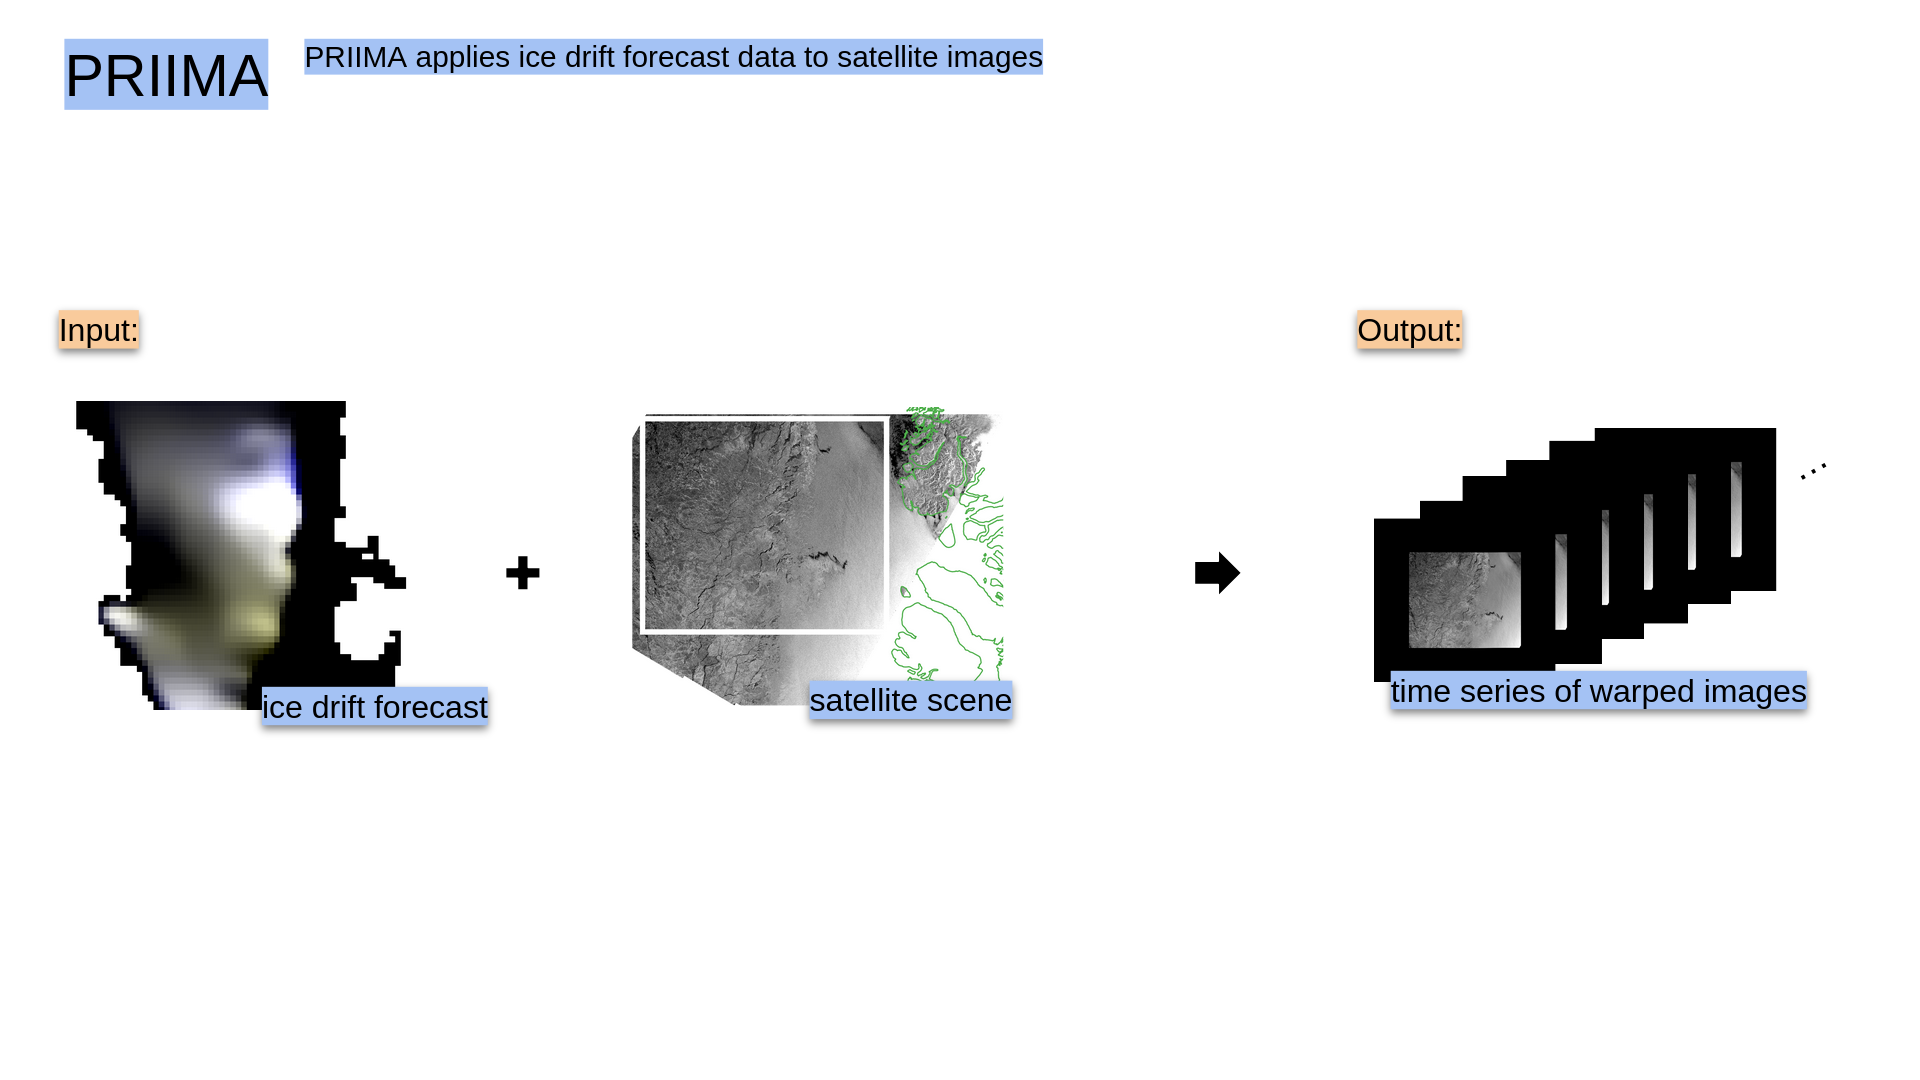 PRIIMA
PRIIMA applies ice drift forecast data to satellite images
Input:
Output:
ice drift forecast
satellite scene
time series of warped images